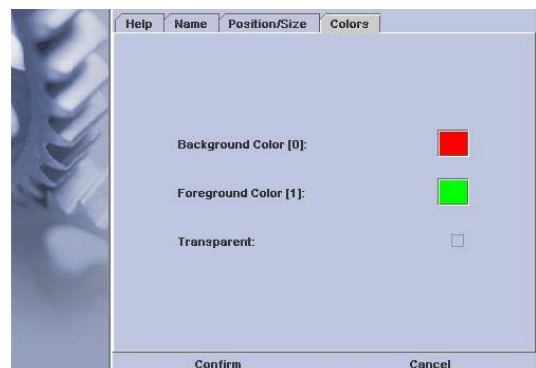 Help Name Position/Size Colors
Background Color [0]:
Foreground Color [1]:
Transparent:
Confirm Cancel